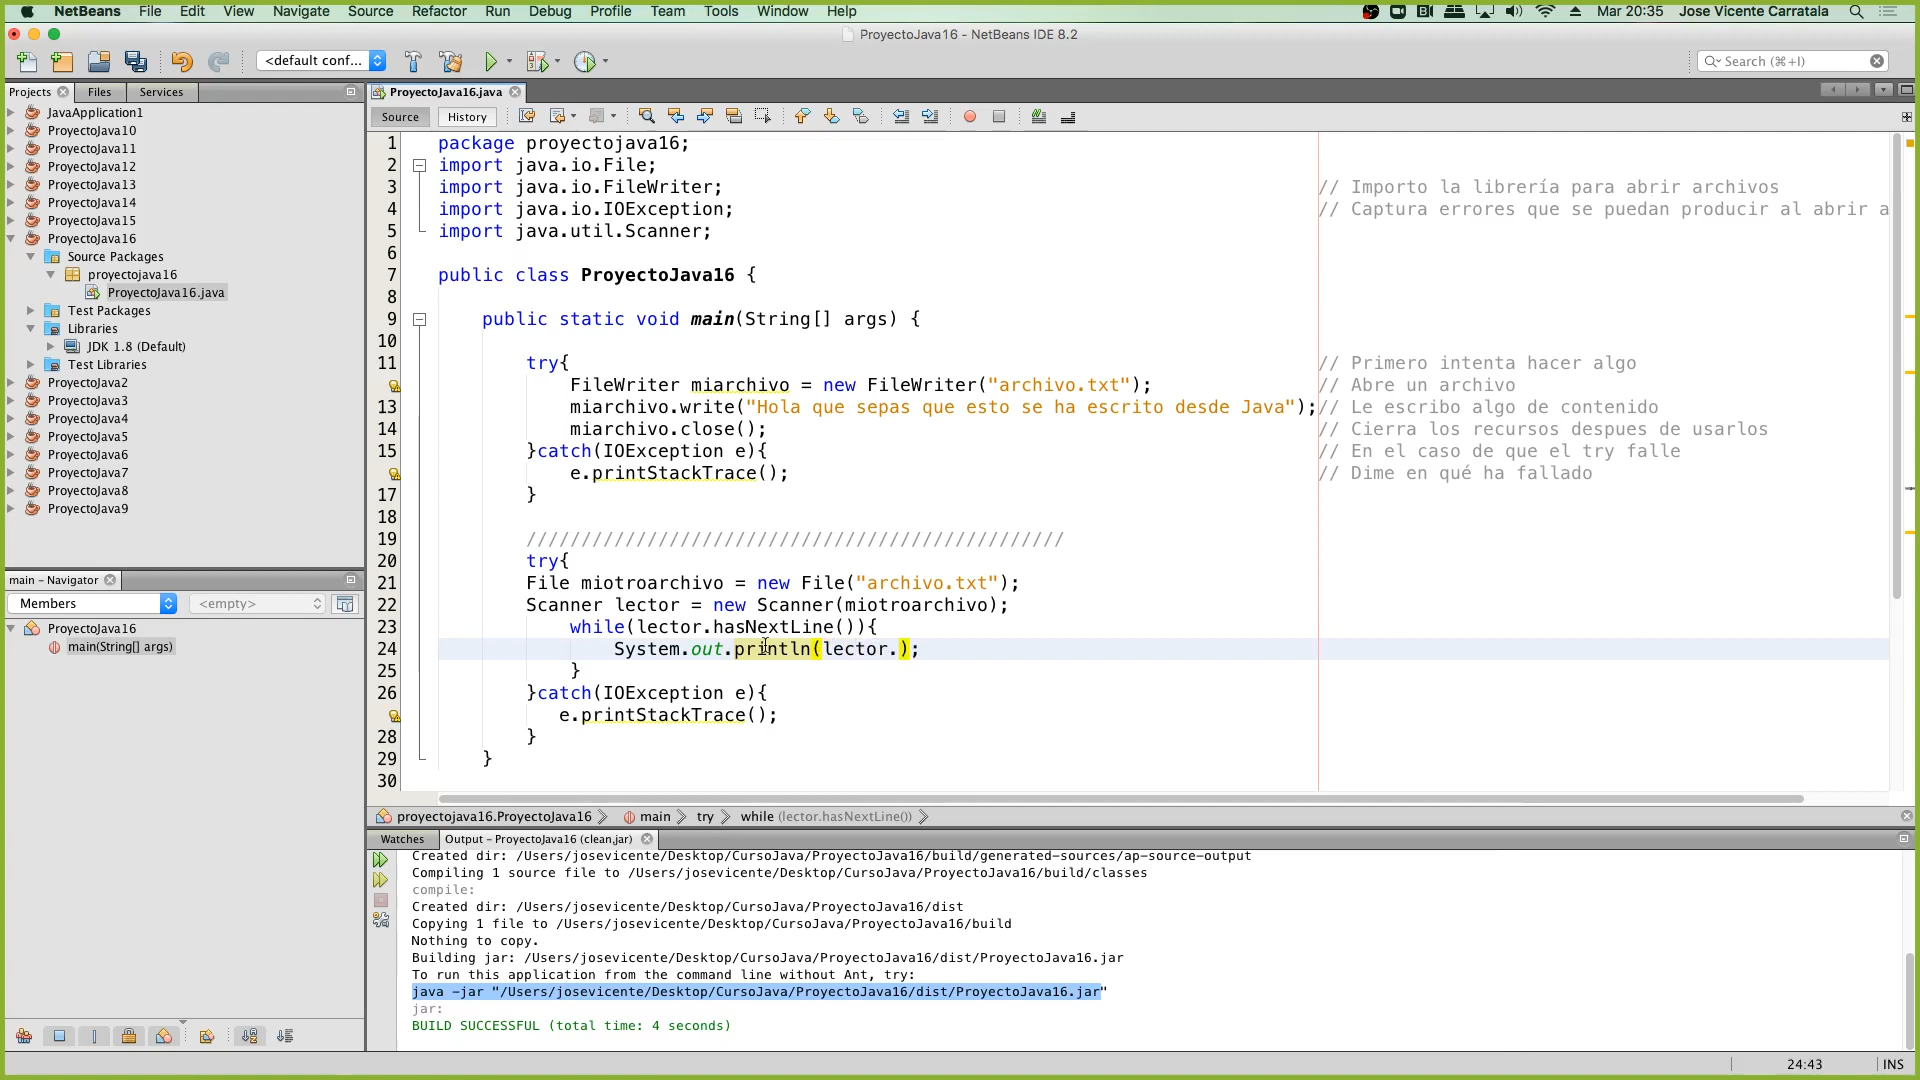 NetBeans File Edit View Navigate Source Refactor Run Debug Profile Team Tools Window Help Mar 20:35 Jose Vicente Carratala
ProyectoJava16 - NetBeans IDE 8.2
<default conf... Search (⌘+I)
Projects Files Services
JavaApplication1
ProyectoJava10
ProyectoJava11
ProyectoJava12
ProyectoJava13
ProyectoJava14
ProyectoJava15
ProyectoJava16
Source Packages
proyectojava16
ProyectoJava16.java
Test Packages
Libraries
JDK 1.8 (Default)
Test Libraries
ProyectoJava2
ProyectoJava3
ProyectoJava4
ProyectoJava5
ProyectoJava6
ProyectoJava7
ProyectoJava8
ProyectoJava9
main - Navigator
Members <empty>
ProyectoJava16
main(String[] args)
ProyectoJava16.java
Source History
1 package proyectojava16;
2 import java.io.File;
3 import java.io.FileWriter; // Importo la librería para abrir archivos
4 import java.io.IOException; // Captura errores que se puedan producir al abrir a
5 import java.util.Scanner;
6
7 public class ProyectoJava16 {
8
9 public static void main(String[] args) {
10
11 try{ // Primero intenta hacer algo
FileWriter miarchivo = new FileWriter("archivo.txt"); // Abre un archivo
13 miarchivo.write("Hola que sepas que esto se ha escrito desde Java");// Le escribo algo de contenido
14 miarchivo.close(); // Cierra los recursos despues de usarlos
15 }catch(IOException e){ // En el caso de que el try falle
e.printStackTrace(); // Dime en qué ha fallado
17 }
18
19 /////////////////////////////////////////////////
20 try{
21 File miotroarchivo = new File("archivo.txt");
22 Scanner lector = new Scanner(miotroarchivo);
23 while(lector.hasNextLine()){
24 System.out.println(lector.);
25 }
26 }catch(IOException e){
e.printStackTrace();
28 }
29 }
30
proyectojava16.ProyectoJava16 main try while (lector.hasNextLine())
Watches Output - ProyectoJava16 (clean,jar)
Created dir: /Users/josevicente/Desktop/CursoJava/ProyectoJava16/build/generated-sources/ap-source-output
Compiling 1 source file to /Users/josevicente/Desktop/CursoJava/ProyectoJava16/build/classes
compile:
Created dir: /Users/josevicente/Desktop/CursoJava/ProyectoJava16/dist
Copying 1 file to /Users/josevicente/Desktop/CursoJava/ProyectoJava16/build
Nothing to copy.
Building jar: /Users/josevicente/Desktop/CursoJava/ProyectoJava16/dist/ProyectoJava16.jar
To run this application from the command line without Ant, try:
java -jar "/Users/josevicente/Desktop/CursoJava/ProyectoJava16/dist/ProyectoJava16.jar"
jar:
BUILD SUCCESSFUL (total time: 4 seconds)
24:43 INS